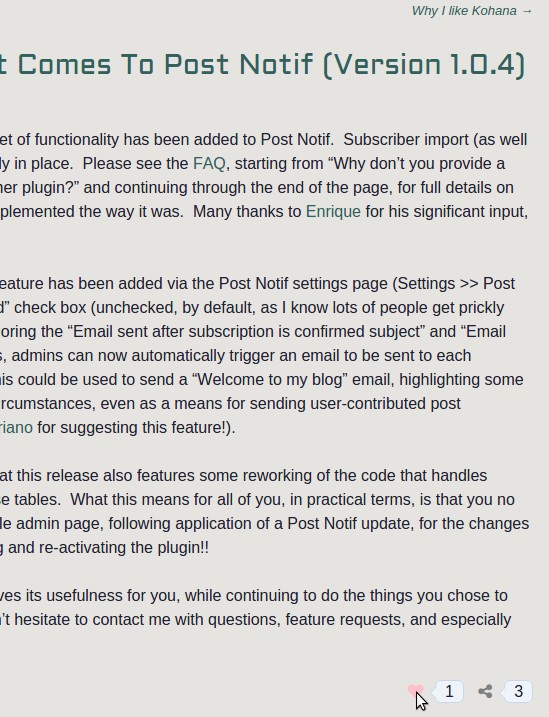 Why I like Kohana →
t Comes To Post Notif (Version 1.0.4)
et of functionality has been added to Post Notif.  Subscriber import (as well
ly in place.  Please see the FAQ, starting from “Why don’t you provide a
her plugin?” and continuing through the end of the page, for full details on
plemented the way it was.  Many thanks to Enrique for his significant input,
eature has been added via the Post Notif settings page (Settings >> Post
d” check box (unchecked, by default, as I know lots of people get prickly
oring the “Email sent after subscription is confirmed subject” and “Email
s, admins can now automatically trigger an email to be sent to each
his could be used to send a “Welcome to my blog” email, highlighting some
rcumstances, even as a means for sending user-contributed post
riano for suggesting this feature!).
at this release also features some reworking of the code that handles
se tables.  What this means for all of you, in practical terms, is that you no
le admin page, following application of a Post Notif update, for the changes
g and re-activating the plugin!!
ves its usefulness for you, while continuing to do the things you chose to
n’t hesitate to contact me with questions, feature requests, and especially
1 3